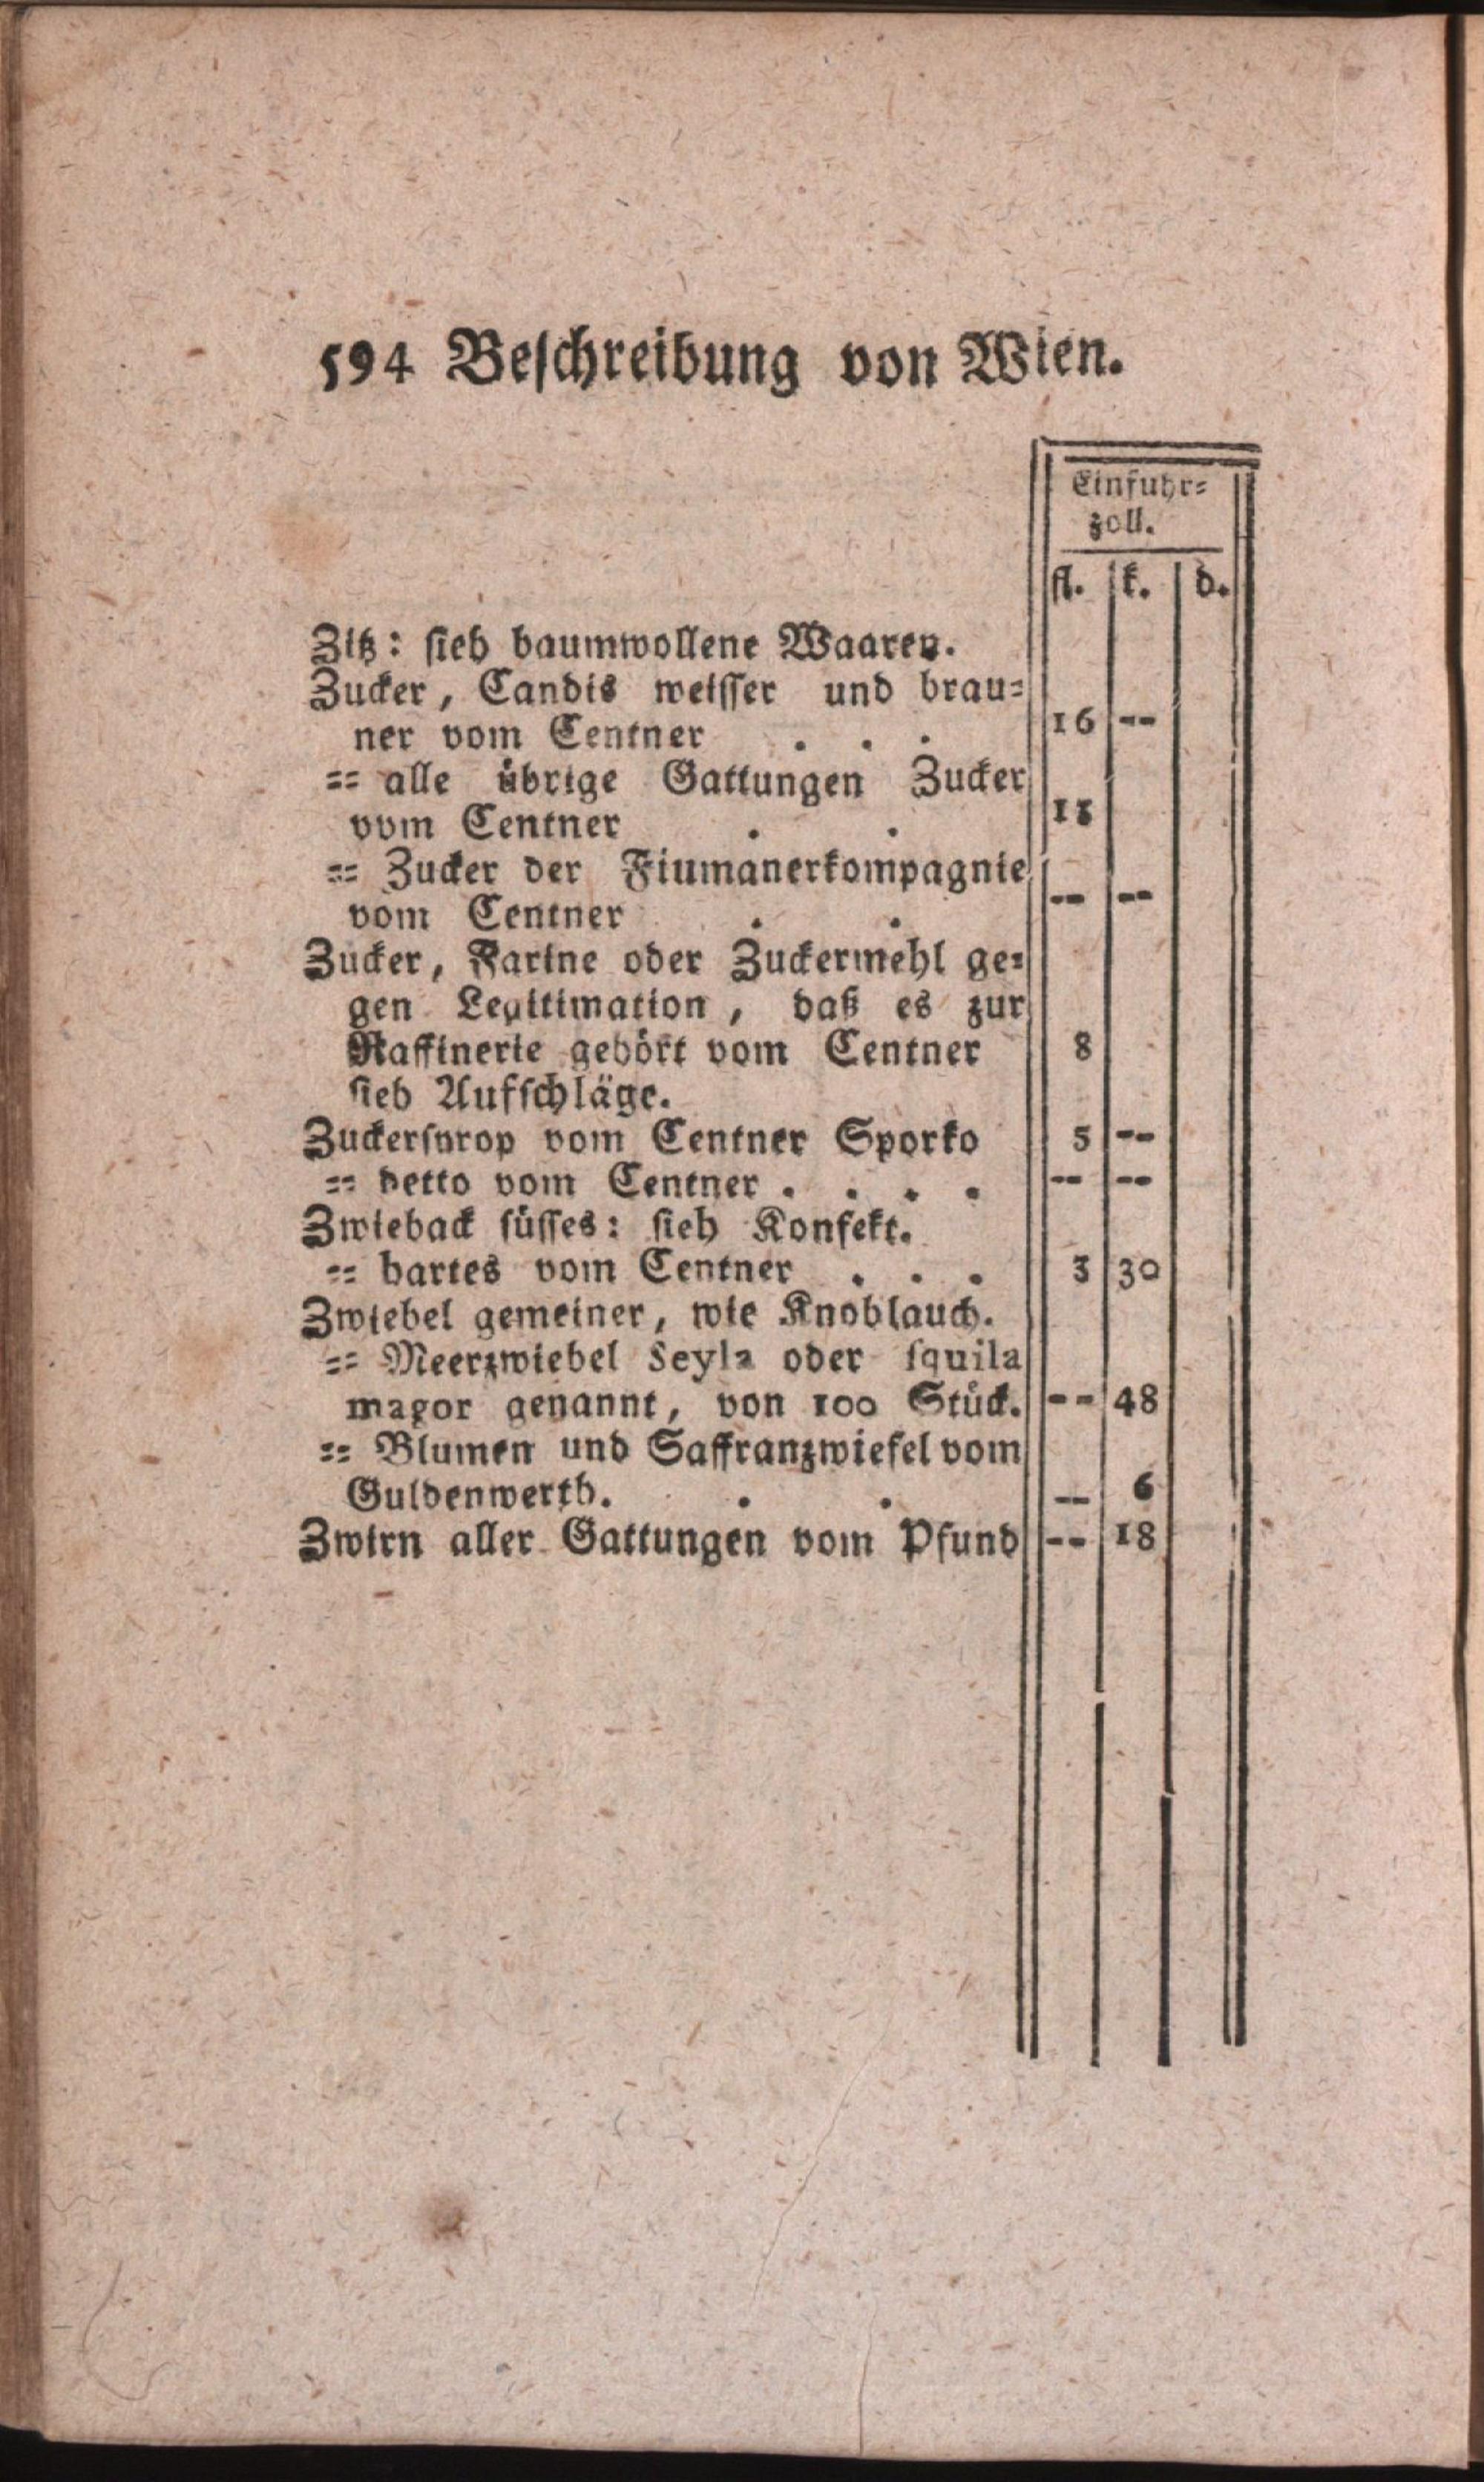 594 Beschreibung von Wien.
Einfuhr=
zoll.
fl. k. d.
Zitz: sieh baumwollene Waaren.
Zucker, Candis weisser und brau=
ner vom Centner . . . 16 --
== alle übrige Gattungen Zucker
vom Centner . . 11
== Zucker der Fiumanerkompagnie
vom Centner . . -- --
Zucker, Farine oder Zuckermehl ge=
gen Legitimation, daß es zur
Raffinerie gehört vom Centner 8
sieh Aufschläge.
Zuckersyrop vom Centner Sporko 5 --
== detto vom Centner . . . . -- --
Zwieback süsses: sieh Konfekt.
== hartes vom Centner . . . 3 30
Zwiebel gemeiner, wie Knoblauch.
== Meerzwiebel Seyla oder squila
magor genannt, von 100 Stück. -- 48
== Blumen und Saffranzwiefel vom
Guldenwerth. . . -- 6
Zwirn aller Gattungen vom Pfund -- 18